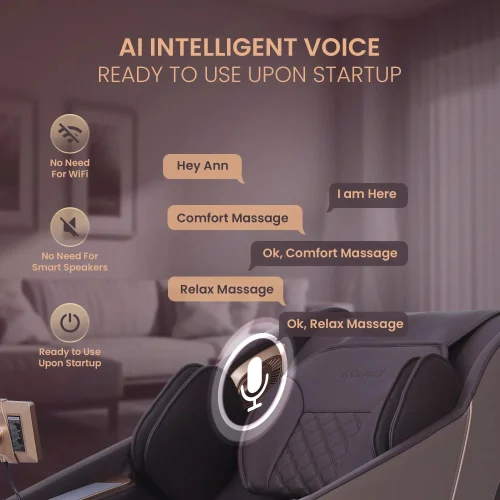 AI INTELLIGENT VOICE
READY TO USE UPON STARTUP
No Need
For WiFi
Hey Ann
I am Here
Comfort Massage
Ok, Comfort Massage
No Need For
Smart Speakers
Relax Massage
Ok, Relax Massage
Ready to Use
Upon Startup